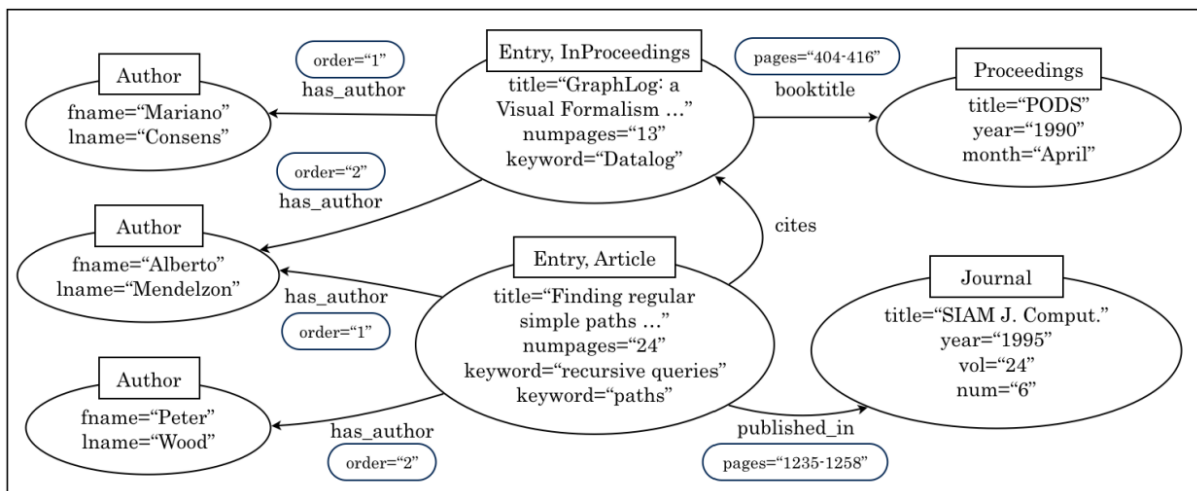 Author
fname=“Mariano”
lname=“Consens”
order=“1”
has_author
Entry, InProceedings
title=“GraphLog: a
Visual Formalism ...”
numpages=“13”
keyword=“Datalog”
pages=“404-416”
booktitle
Proceedings
title=“PODS”
year=“1990”
month=“April”
order=“2”
has_author
Author
fname=“Alberto”
lname=“Mendelzon”
has_author
order=“1”
cites
Entry, Article
title=“Finding regular
simple paths ...”
numpages=“24”
keyword=“recursive queries”
keyword=“paths”
Journal
title=“SIAM J. Comput.”
year=“1995”
vol=“24”
num=“6”
Author
fname=“Peter”
lname=“Wood”
has_author
order=“2”
published_in
pages=“1235-1258”